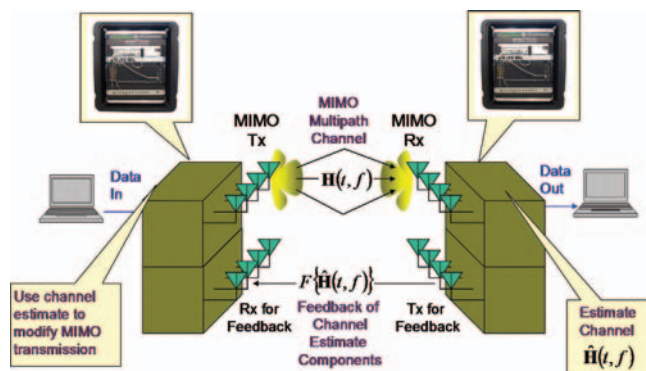 MIMO
Multipath
Channel
MIMO
Tx
MIMO
Rx
Data
In
H(t, f)
Data
Out
F{Ĥ(t, f)}
Use channel
estimate to
modify MIMO
transmission
Rx for
Feedback
Feedback of
Channel
Estimate
Components
Tx for
Feedback
Estimate
Channel
Ĥ(t, f)